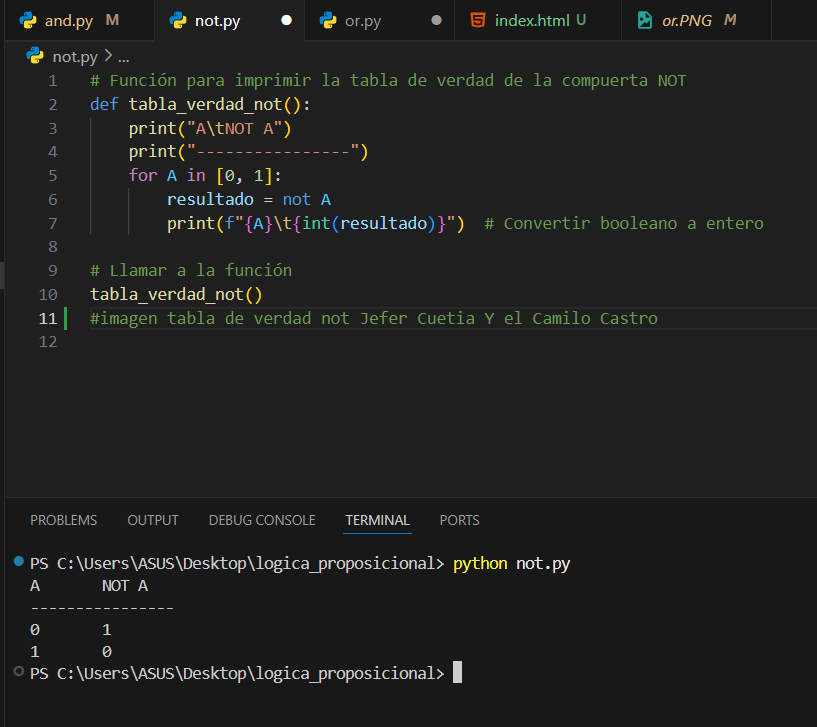 and.py M not.py or.py index.html U or.PNG M
not.py > ...
1 # Función para imprimir la tabla de verdad de la compuerta NOT
2 def tabla_verdad_not():
3     print("A\tNOT A")
4     print("----------------")
5     for A in [0, 1]:
6         resultado = not A
7         print(f"{A}\t{int(resultado)}")  # Convertir booleano a entero
8
9 # Llamar a la función
10 tabla_verdad_not()
11 #imagen tabla de verdad not Jefer Cuetia Y el Camilo Castro
12
PROBLEMS OUTPUT DEBUG CONSOLE TERMINAL PORTS
PS C:\Users\ASUS\Desktop\logica_proposicional> python not.py
A       NOT A
----------------
0       1
1       0
PS C:\Users\ASUS\Desktop\logica_proposicional>